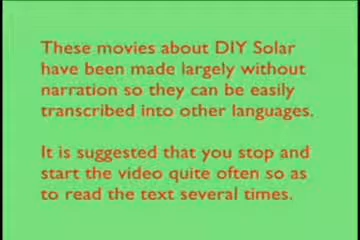 These movies about DIY Solar
have been made largely without
narration so they can be easily
transcribed into other languages.
It is suggested that you stop and
start the video quite often so as
to read the text several times.